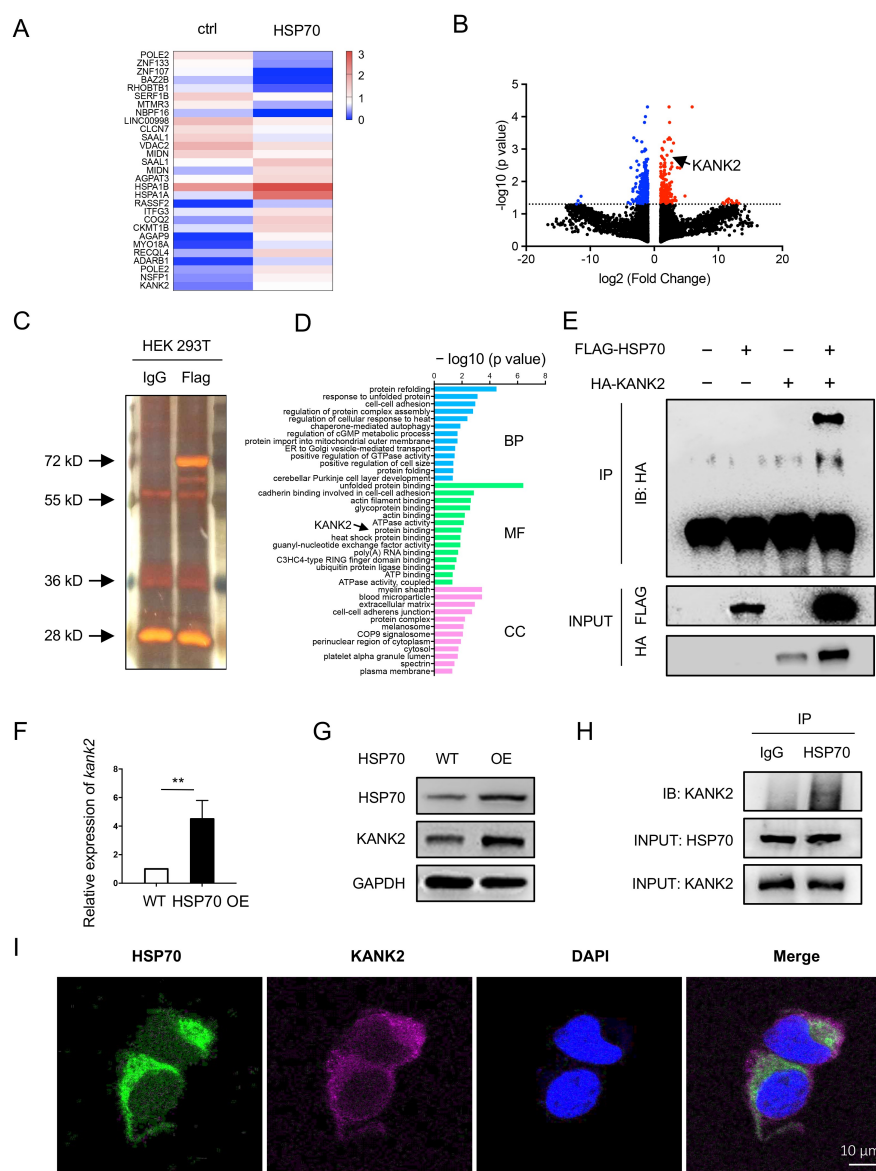 A
ctrl HSP70
POLE2
ZNF133
ZNF107
BAZ2B
RHOBTB1
SERF1B
MTMR3
NBPF16
LINC00998
CLCN7
SAAL1
VDAC2
MIDN
SAAL1
MIDN
AGPAT3
HSPA1B
HSPA1A
RASSF2
ITFG3
COQ2
CKMT1B
AGAP9
MYO18A
RECQL4
ADARB1
POLE2
NSFP1
KANK2
3
2
1
0
B
-log10 (p value)
5
4
3
2
1
0
KANK2
-20 -10 0 10 20
log2 (Fold Change)
C
HEK 293T
IgG Flag
72 kD
55 kD
36 kD
28 kD
D
− log10 (p value)
0 2 4 6 8
protein refolding
response to unfolded protein
cell-cell adhesion
regulation of protein complex assembly
regulation of cellular response to heat
chaperone-mediated autophagy
regulation of cGMP metabolic process
protein import into mitochondrial outer membrane
ER to Golgi vesicle-mediated transport
positive regulation of GTPase activity
positive regulation of cell size
protein folding
cerebellar Purkinje cell layer development
BP
unfolded protein binding
cadherin binding involved in cell-cell adhesion
actin filament binding
glycoprotein binding
actin binding
ATPase activity
KANK2
protein binding
heat shock protein binding
guanyl-nucleotide exchange factor activity
poly(A) RNA binding
C3HC4-type RING finger domain binding
ubiquitin protein ligase binding
ATP binding
ATPase activity, coupled
MF
myelin sheath
blood microparticle
extracellular matrix
cell-cell adherens junction
protein complex
melanosome
COP9 signalosome
perinuclear region of cytoplasm
cytosol
platelet alpha granule lumen
spectrin
plasma membrane
CC
E
FLAG-HSP70 − + − +
HA-KANK2 − − + +
IP
IB: HA
INPUT
FLAG
HA
F
Relative expression of kank2
8
6
4
2
0
**
WT HSP70 OE
G
HSP70 WT OE
HSP70
KANK2
GAPDH
H
IP
IgG HSP70
IB: KANK2
INPUT: HSP70
INPUT: KANK2
I
HSP70 KANK2 DAPI Merge
10 µm